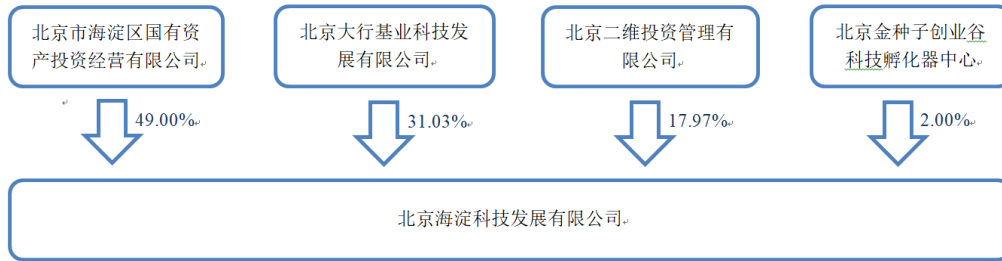 北京市海淀区国有资
产投资经营有限公司
北京大行基业科技发
展有限公司
北京二维投资管理有
限公司
北京金种子创业谷
科技孵化器中心
49.00%
31.03%
17.97%
2.00%
北京海淀科技发展有限公司